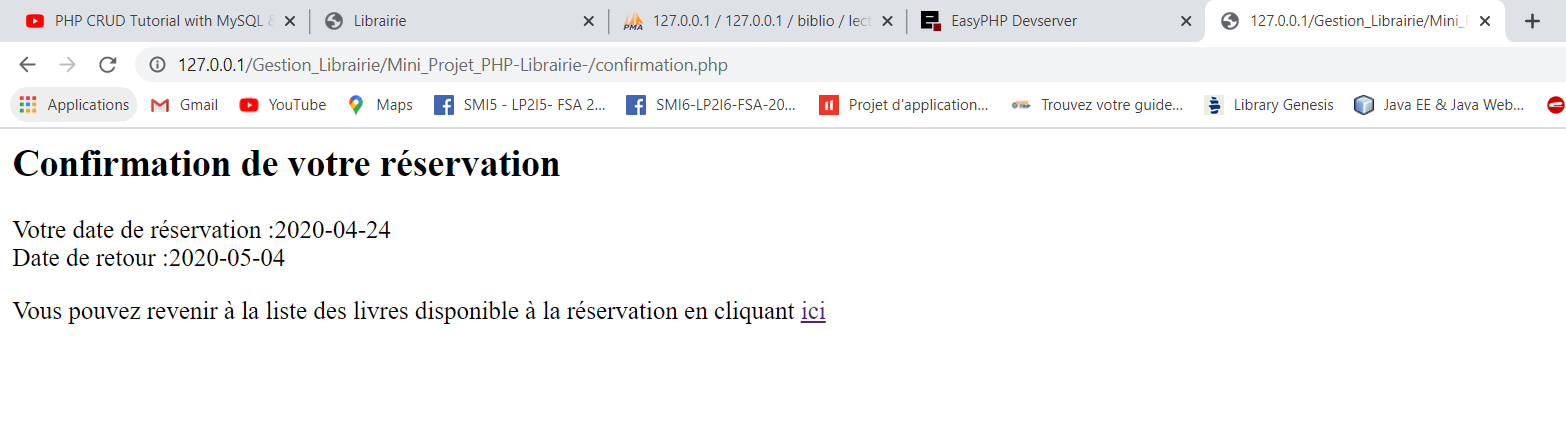 PHP CRUD Tutorial with MySQL &
Librairie
PMA 127.0.0.1 / 127.0.0.1 / biblio / lect
EasyPHP Devserver
127.0.0.1/Gestion_Librairie/Mini_
127.0.0.1/Gestion_Librairie/Mini_Projet_PHP-Librairie-/confirmation.php
Applications Gmail YouTube Maps SMI5 - LP2I5- FSA 2... SMI6-LP2I6-FSA-20... Projet d'application... Trouvez votre guide... Library Genesis Java EE & Java Web...
Confirmation de votre réservation
Votre date de réservation :2020-04-24
Date de retour :2020-05-04
Vous pouvez revenir à la liste des livres disponible à la réservation en cliquant ici